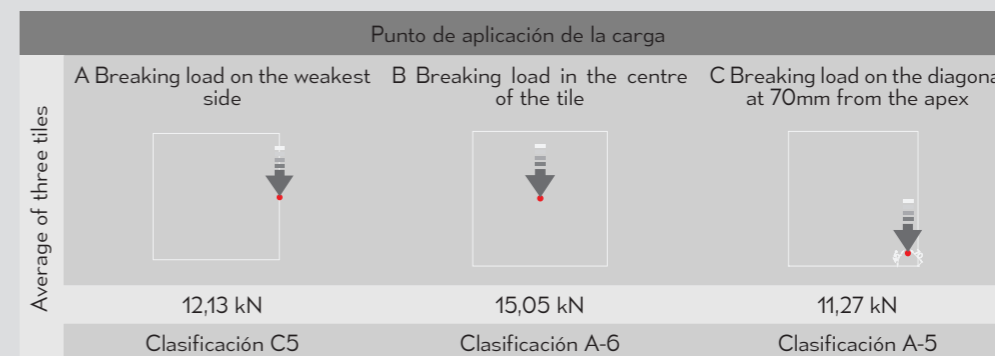 Punto de aplicación de la carga
Average of three tiles
A Breaking load on the weakest
side
B Breaking load in the centre
of the tile
C Breaking load on the diagona
at 70mm from the apex
12,13 kN
15,05 kN
11,27 kN
Clasificación C5
Clasificación A-6
Clasificación A-5